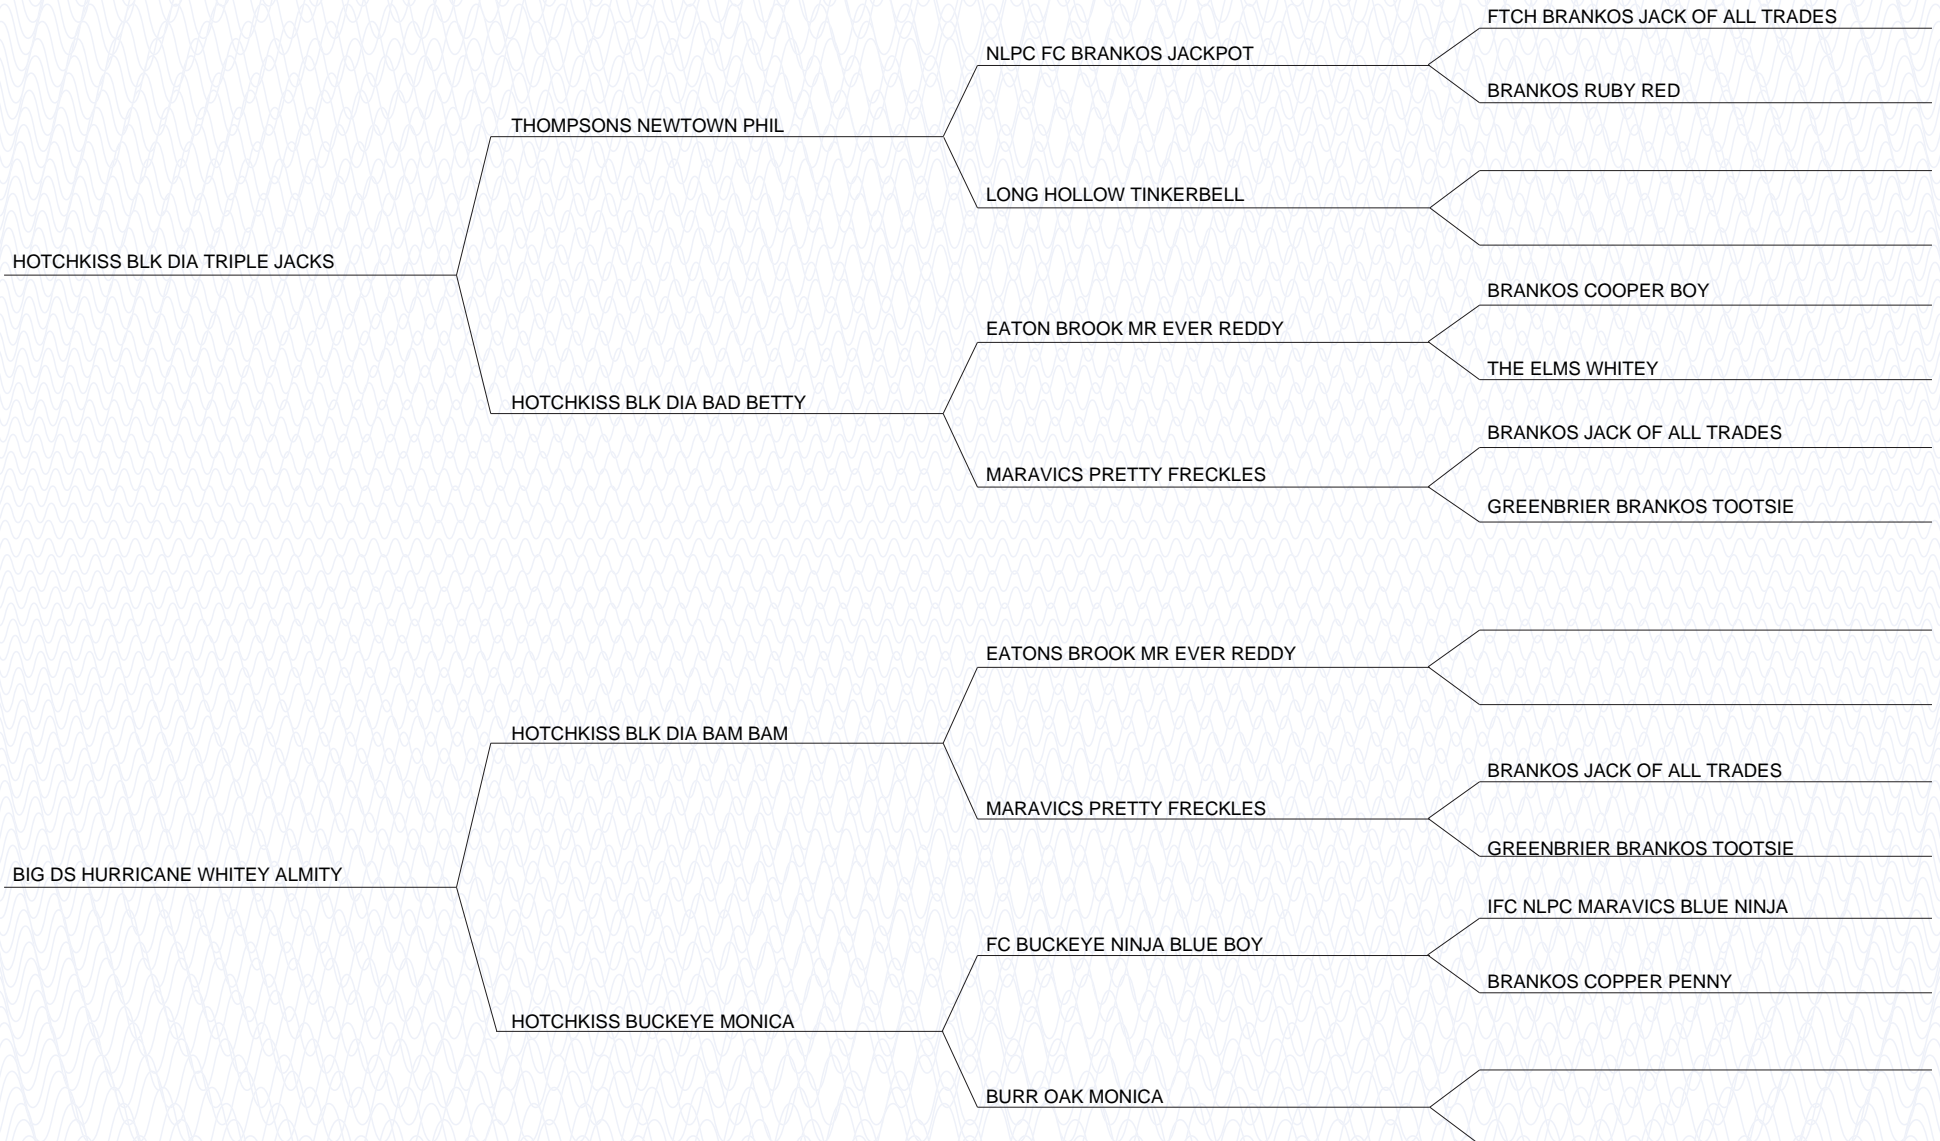 FTCH BRANKOS JACK OF ALL TRADES
NLPC FC BRANKOS JACKPOT
BRANKOS RUBY RED
THOMPSONS NEWTOWN PHIL
LONG HOLLOW TINKERBELL
HOTCHKISS BLK DIA TRIPLE JACKS
BRANKOS COOPER BOY
EATON BROOK MR EVER REDDY
THE ELMS WHITEY
HOTCHKISS BLK DIA BAD BETTY
BRANKOS JACK OF ALL TRADES
MARAVICS PRETTY FRECKLES
GREENBRIER BRANKOS TOOTSIE
EATONS BROOK MR EVER REDDY
HOTCHKISS BLK DIA BAM BAM
BRANKOS JACK OF ALL TRADES
MARAVICS PRETTY FRECKLES
GREENBRIER BRANKOS TOOTSIE
BIG DS HURRICANE WHITEY ALMITY
IFC NLPC MARAVICS BLUE NINJA
FC BUCKEYE NINJA BLUE BOY
BRANKOS COPPER PENNY
HOTCHKISS BUCKEYE MONICA
BURR OAK MONICA